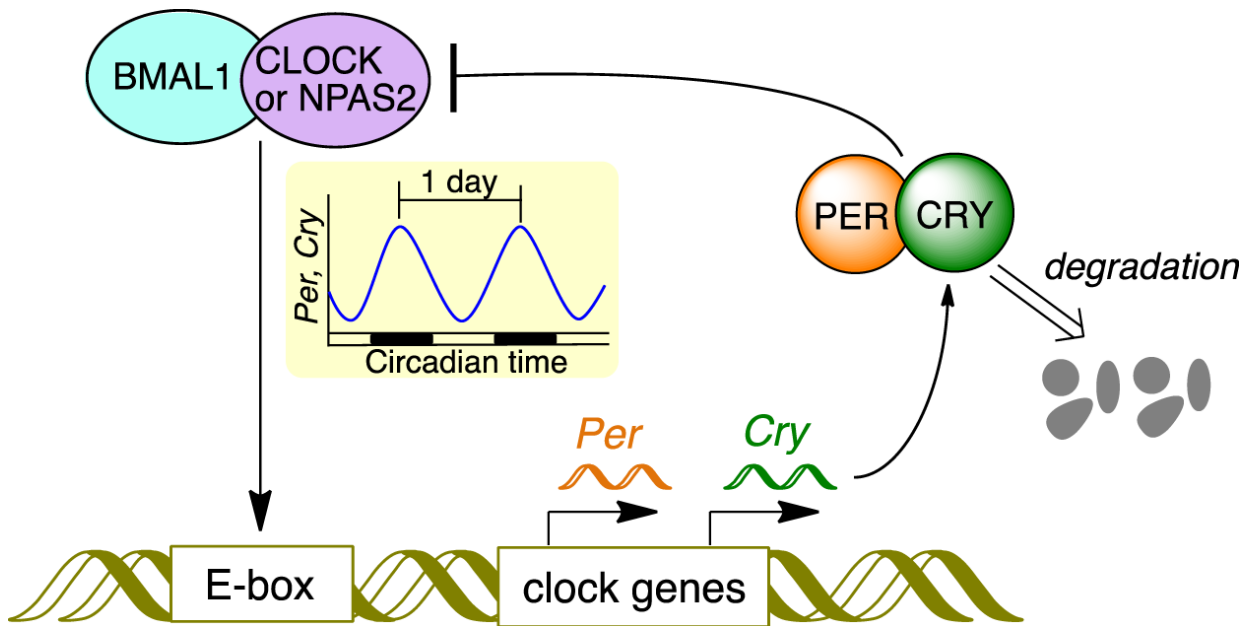 BMAL1
CLOCK
or NPAS2
1 day
Per, Cry
Circadian time
PER
CRY
degradation
Per
Cry
E-box
clock genes